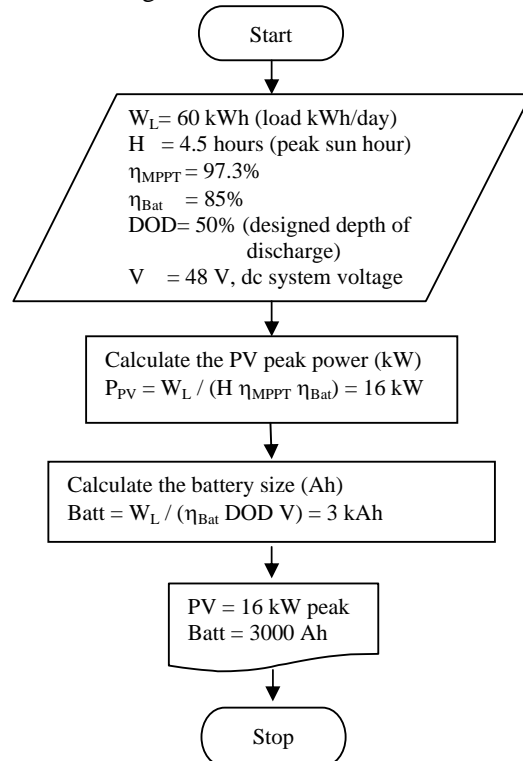 Start
W_L= 60 kWh (load kWh/day)
H = 4.5 hours (peak sun hour)
η_MPPT = 97.3%
η_Bat = 85%
DOD= 50% (designed depth of
discharge)
V = 48 V, dc system voltage
Calculate the PV peak power (kW)
P_PV = W_L / (H η_MPPT η_Bat) = 16 kW
Calculate the battery size (Ah)
Batt = W_L / (η_Bat DOD V) = 3 kAh
PV = 16 kW peak
Batt = 3000 Ah
Stop